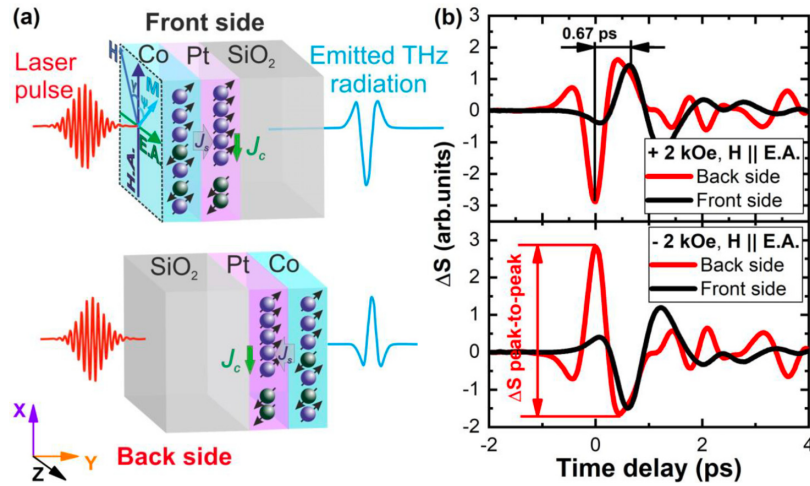 (a)
Front side
Laser pulse
H
Co
Pt
SiO2
Emitted THz radiation
Y
M
Ψ
E.A.
H.A.
Js
Jc
SiO2
Pt
Co
Jc
Js
X
Y
Z
Back side
(b)
0.67 ps
3
2
1
0
-1
-2
-3
+ 2 kOe, H || E.A.
Back side
Front side
ΔS (arb.units)
3
2
1
0
-1
-2
- 2 kOe, H || E.A.
Back side
Front side
ΔS peak-to-peak
-2
0
2
4
Time delay (ps)